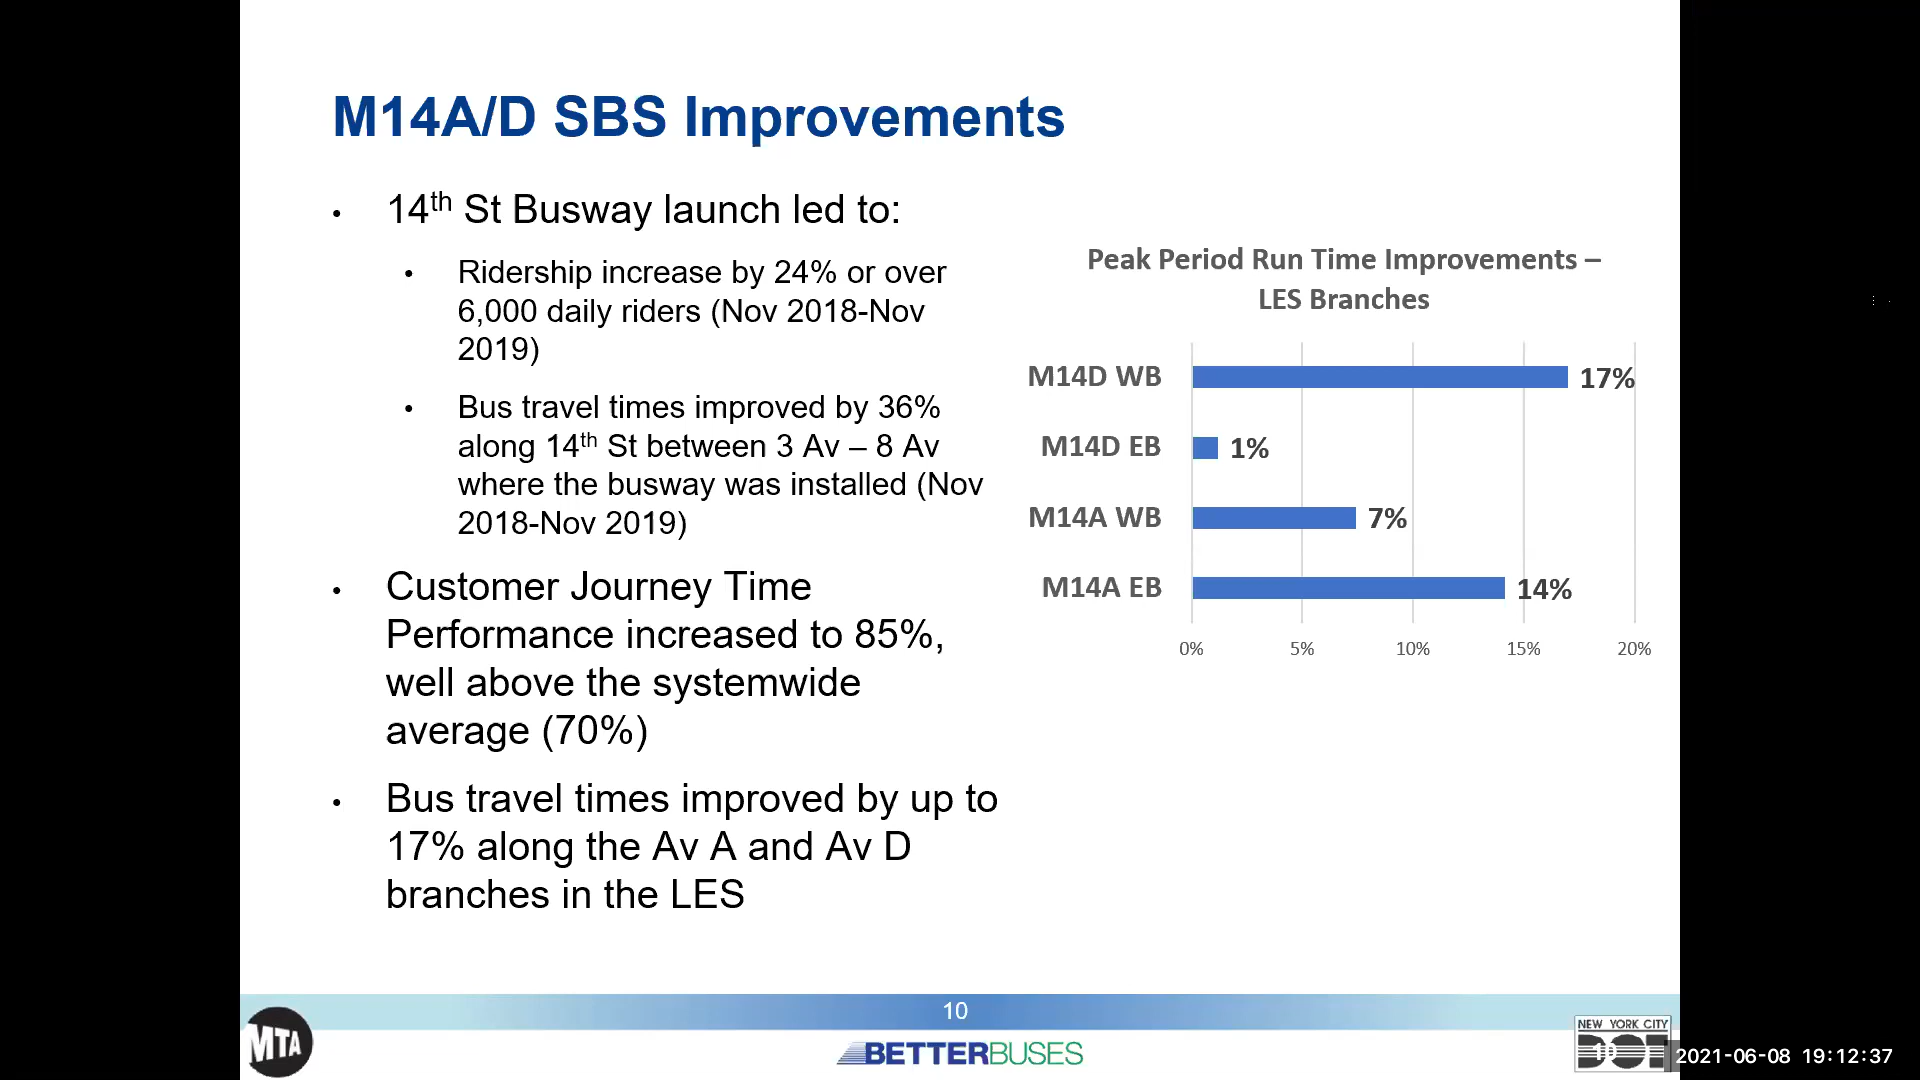 M14A/D SBS Improvements
• 14th St Busway launch led to:
• Ridership increase by 24% or over
6,000 daily riders (Nov 2018-Nov
2019)
• Bus travel times improved by 36%
along 14th St between 3 Av – 8 Av
where the busway was installed (Nov
2018-Nov 2019)
• Customer Journey Time
Performance increased to 85%,
well above the systemwide
average (70%)
• Bus travel times improved by up to
17% along the Av A and Av D
branches in the LES
Peak Period Run Time Improvements –
LES Branches
M14D WB 17%
M14D EB 1%
M14A WB 7%
M14A EB 14%
0% 5% 10% 15% 20%
10
MTA
BETTERBUSES
NEW YORK CITY
DOT
2021-06-08 19:12:37